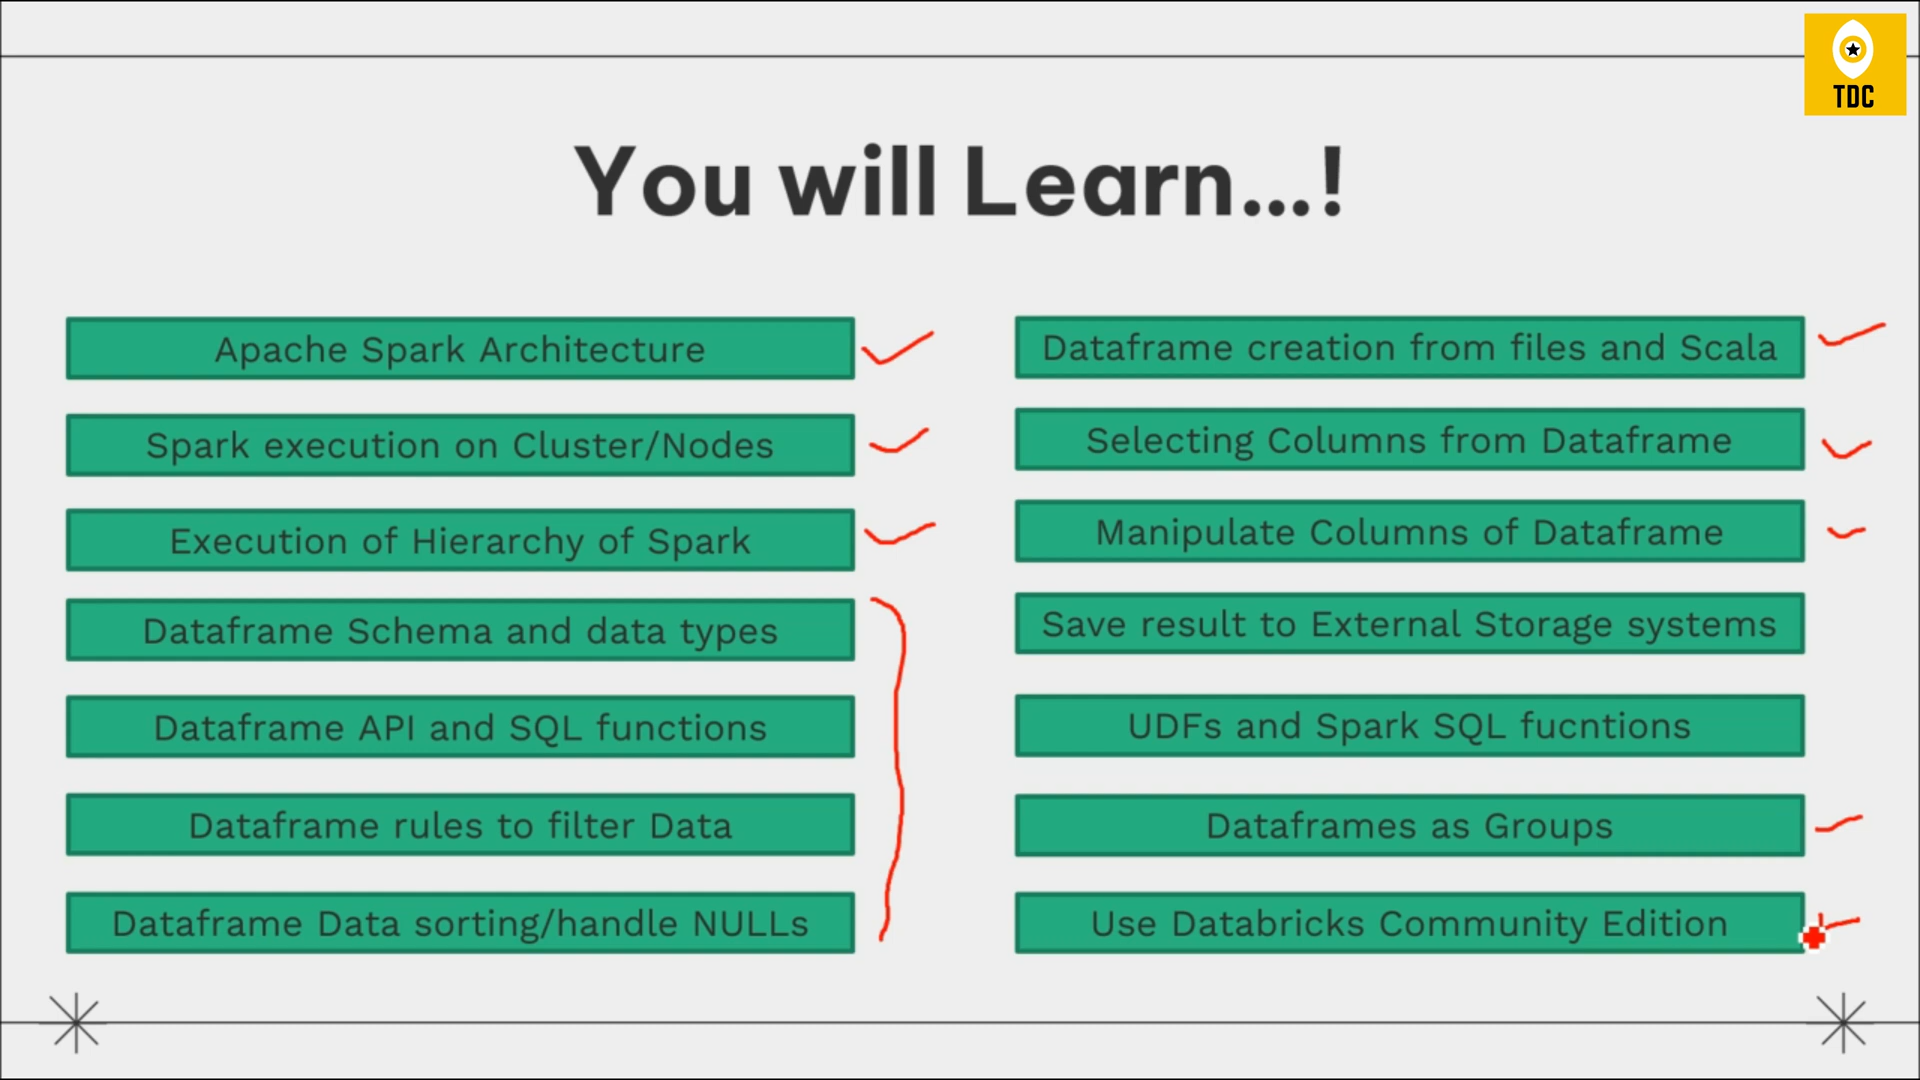 TDC
You will Learn...!
Apache Spark Architecture
Spark execution on Cluster/Nodes
Execution of Hierarchy of Spark
Dataframe Schema and data types
Dataframe API and SQL functions
Dataframe rules to filter Data
Dataframe Data sorting/handle NULLs
Dataframe creation from files and Scala
Selecting Columns from Dataframe
Manipulate Columns of Dataframe
Save result to External Storage systems
UDFs and Spark SQL fucntions
Dataframes as Groups
Use Databricks Community Edition